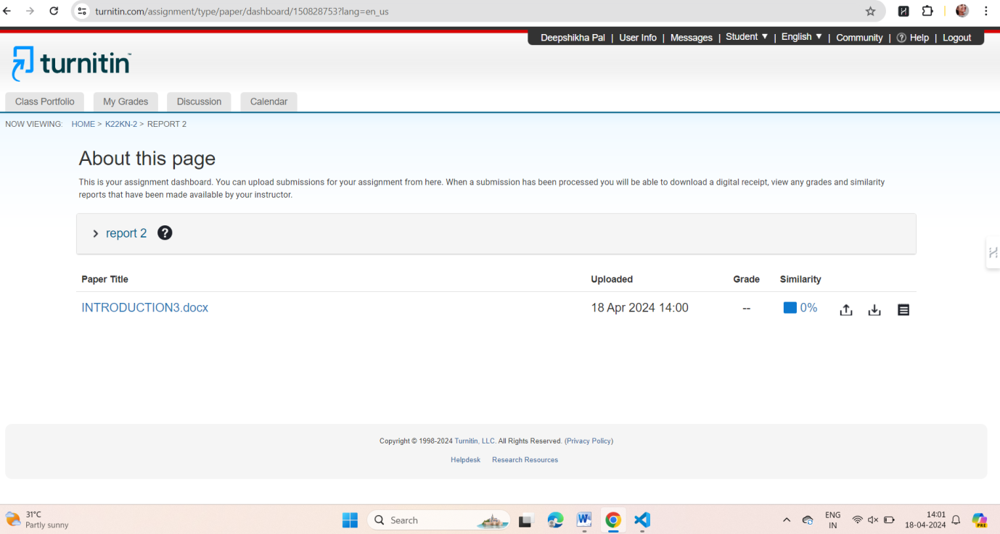 turnitin.com/assignment/type/paper/dashboard/150828753?lang=en_us
Deepshikha Pal | User Info | Messages | Student ▼ | English ▼ | Community | ? Help | Logout
turnitin™
Class Portfolio My Grades Discussion Calendar
NOW VIEWING: HOME > K22KN-2 > REPORT 2
About this page
This is your assignment dashboard. You can upload submissions for your assignment from here. When a submission has been processed you will be able to download a digital receipt, view any grades and similarity
reports that have been made available by your instructor.
> report 2 ?
Paper Title Uploaded Grade Similarity
INTRODUCTION3.docx 18 Apr 2024 14:00 -- 0%
Copyright © 1998-2024 Turnitin, LLC. All Rights Reserved. (Privacy Policy)
Helpdesk Research Resources
31°C
Partly sunny
Search
ENG
IN
14:01
18-04-2024
PRE